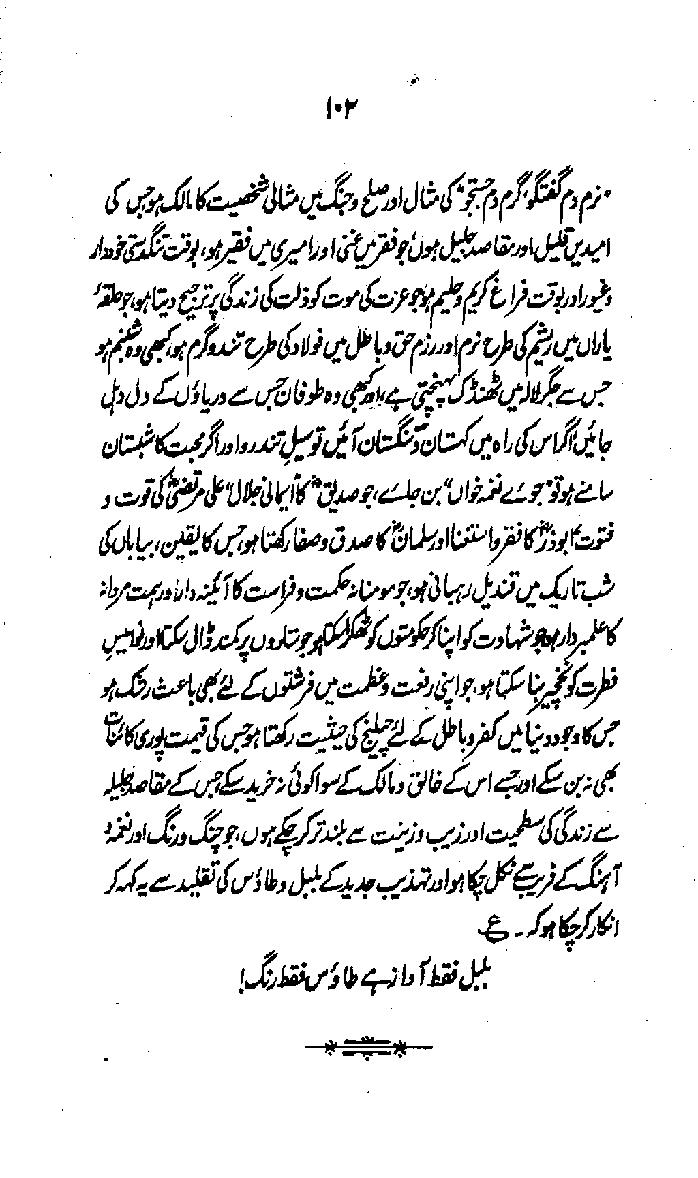 ۱۰۲
"نرم دم گفتگو، گرم دم جستجو" کی مثال اور صلح و جنگ میں مثالی شخصیت کا مالک ہو جس کی
امیدیں قلیل اور مقاصد جلیل ہوں جو فقر میں غنی اور امیری میں فقیر ہو، بوقت تنگدستی خوددار
و غیور اور بوقت فراغ کریم و حلیم ہو جو عزت کی موت کو ذلت کی زندگی پر ترجیح دیتا ہو، جو حلقۂ
یاراں میں ریشم کی طرح نرم اور رزم حق و باطل میں فولاد کی طرح تند و گرم ہو، کبھی وہ شبنم ہو
جس سے جگر لالہ میں ٹھنڈک پہنچتی ہے اور کبھی وہ طوفان جس سے دریاؤں کے دل دہل
جائیں اگر اس کی راہ میں کہستان و سنگستان آئیں تو سیل تند رو اور اگر محبت کا شبستان
سامنے ہو تو "جوئے نغمہ خواں" بن جائے، جو صدیقؓ کا ایمانی جلال، علی مرتضیٰؓ کی قوت و
فتوت، ابوذرؓ کا فقر و استغنا اور سلمانؓ کا صدق و صفا رکھتا ہو، جس کا یقین، بیاباں کی
شب تاریک میں قندیل رہبانی ہو، جو مومنانہ حکمت و فراست کا آئینہ دار اور ہمت مردانہ
کا علمبردار ہو جو شہادت کو اپنا کر حکومتوں کو ٹھکرا سکتا ہو جو ستاروں پر کمند ڈال سکتا اور نوامیسِ
فطرت کو نخچیر بنا سکتا ہو، جو اپنی رفعت و عظمت میں فرشتوں کے لئے بھی باعث رشک ہو
جس کا وجود دنیا میں کفر و باطل کے لئے چیلنج کی حیثیت رکھتا ہو جس کی قیمت پوری کائنات
بھی نہ بن سکے اور جسے اس کے خالق و مالک کے سوا کوئی نہ خرید سکے جس کے مقاصد جلیلہ
سے زندگی کی سطحیت اور زیب و زینت سے بلند تر کر چکے ہوں، جو چنگ و رنگ اور نغمہ و
آہنگ کے فریب سے نکل چکا ہو اور تہذیب جدید کے بلبل و طاؤس کی تقلید سے یہ کہہ کر
انکار کر چکا ہو کہ ۔ ع
بلبل فقط آواز ہے طاؤس فقط رنگ!